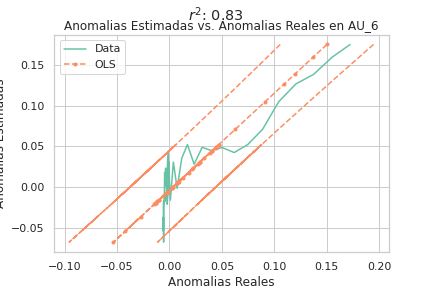 r²: 0.83
Anomalias Estimadas vs. Anomalias Reales en AU_6
Data
OLS
0.15
0.10
0.05
0.00
−0.05
−0.10 −0.05 0.00 0.05 0.10 0.15 0.20
Anomalias Reales